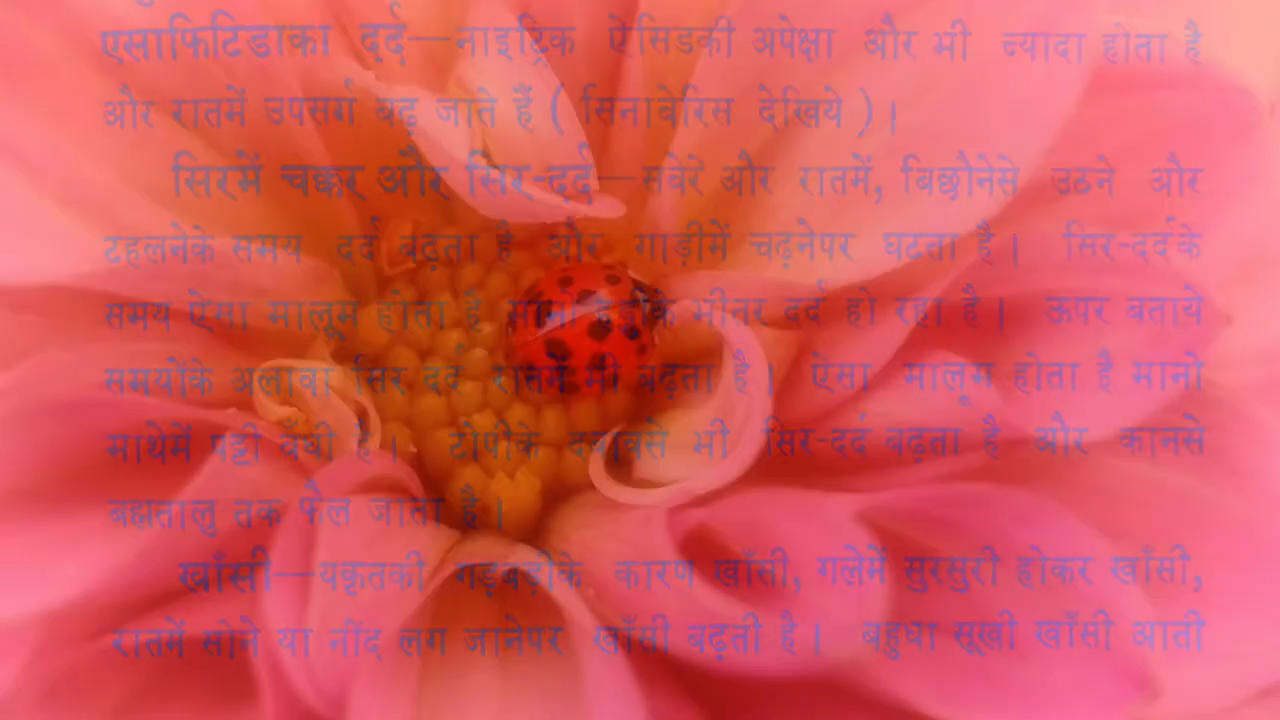 एसाफिटिडाका दर्द—नाइट्रिक ऐसिडकी अपेक्षा और भी ज्यादा होता है
और रातमें उपसर्ग बढ़ जाते हैं ( सिनाबेरिस देखिये )।
सिरमें चक्कर और सिर-दर्द—सवेरे और रातमें, बिछौनेसे उठने और
टहलनेके समय दर्द बढ़ता है और गाड़ीमें चढ़नेपर घटता है। सिर-दर्दके
समय ऐसा मालूम होता है मानो भीतर दर्द हो रहा है। ऊपर बताये
समयोंके अलावा सिर दर्द रातमें भी बढ़ता है। ऐसा मालूम होता है मानो
माथेमें पट्टी बँधी है। टोपीके दबावसे भी सिर-दर्द बढ़ता है और कानसे
ब्रह्मतालु तक फैल जाता है।
खाँसी—यकृतकी गड़बड़ीके कारण खाँसी, गलेमें सुरसुरी होकर खाँसी,
रातमें सोने या नींद लग जानेपर खाँसी बढ़ती है। बहुधा सूखी खाँसी आती